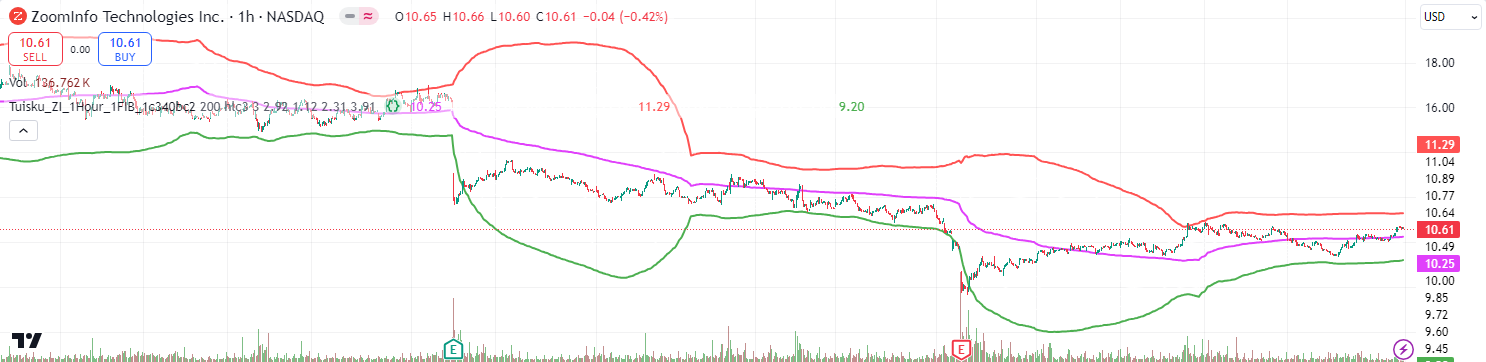 ZoomInfo Technologies Inc. · 1h · NASDAQ O10.65 H10.66 L10.60 C10.61 −0.04 (−0.42%)
USD
10.61 SELL
0.00
10.61 BUY
Vol · 136.762 K
Tuisku_ZI_1Hour_1FIB_1c340bc2 200 hlc3 3 2.92 1.12 2.31 3.91 10.25 11.29 9.20
18.00
16.00
11.29
11.04
10.89
10.77
10.64
10.61
10.49
10.25
10.00
9.85
9.72
9.60
9.45
E
E